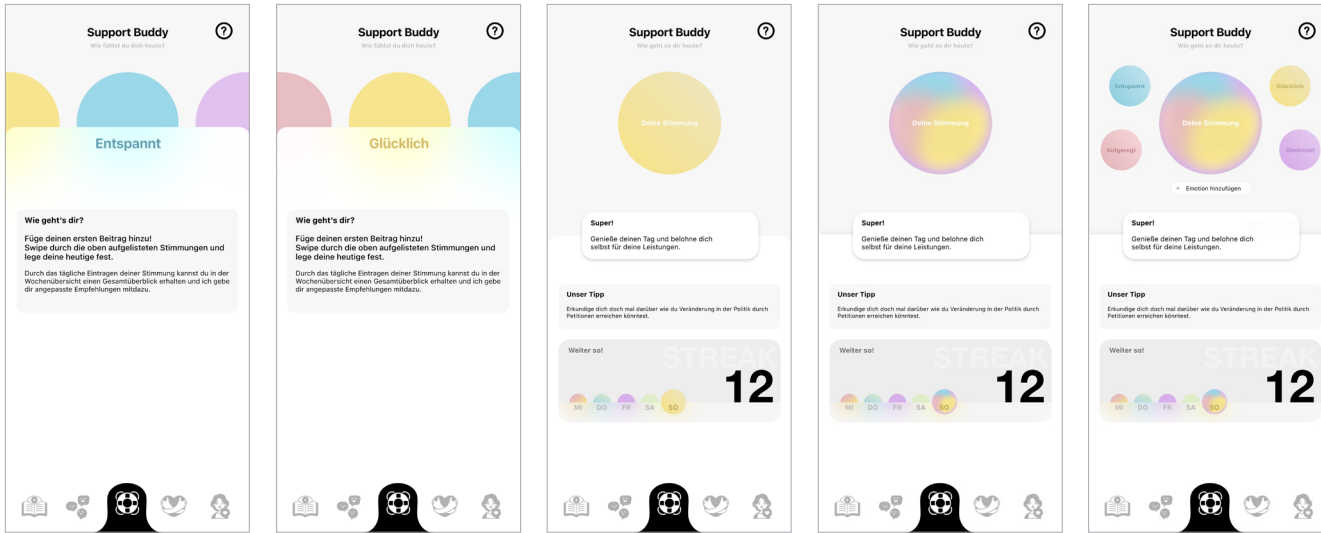 Support Buddy
?
Wie fühlst du dich heute?
Entspannt
Wie geht's dir?
Füge deinen ersten Beitrag hinzu!
Swipe durch die oben aufgelisteten Stimmungen und
lege deine heutige fest.
Durch das tägliche Eintragen deiner Stimmung kannst du in der
Wochenübersicht einen Gesamtüberblick erhalten und ich gebe
dir angepasste Empfehlungen mitdazu.
Support Buddy
?
Wie fühlst du dich heute?
Glücklich
Wie geht's dir?
Füge deinen ersten Beitrag hinzu!
Swipe durch die oben aufgelisteten Stimmungen und
lege deine heutige fest.
Durch das tägliche Eintragen deiner Stimmung kannst du in der
Wochenübersicht einen Gesamtüberblick erhalten und ich gebe
dir angepasste Empfehlungen mitdazu.
Support Buddy
?
Wie geht es dir heute?
Deine Stimmung
Super!
Genieße deinen Tag und belohne dich
selbst für deine Leistungen.
Unser Tipp
Erkundige dich doch mal darüber wie du Veränderung in der Politik durch
Petitionen erreichen könntest.
Weiter so!
STREAK
12
MI DO FR SA SO
Support Buddy
?
Wie geht es dir heute?
Deine Stimmung
Super!
Genieße deinen Tag und belohne dich
selbst für deine Leistungen.
Unser Tipp
Erkundige dich doch mal darüber wie du Veränderung in der Politik durch
Petitionen erreichen könntest.
Weiter so!
STREAK
12
MI DO FR SA SO
Support Buddy
?
Wie geht es dir heute?
Entspannt
Glücklich
Deine Stimmung
Aufgeregt
Gestresst
+ Emotion hinzufügen
Super!
Genieße deinen Tag und belohne dich
selbst für deine Leistungen.
Unser Tipp
Erkundige dich doch mal darüber wie du Veränderung in der Politik durch
Petitionen erreichen könntest.
Weiter so!
STREAK
12
MI DO FR SA SO